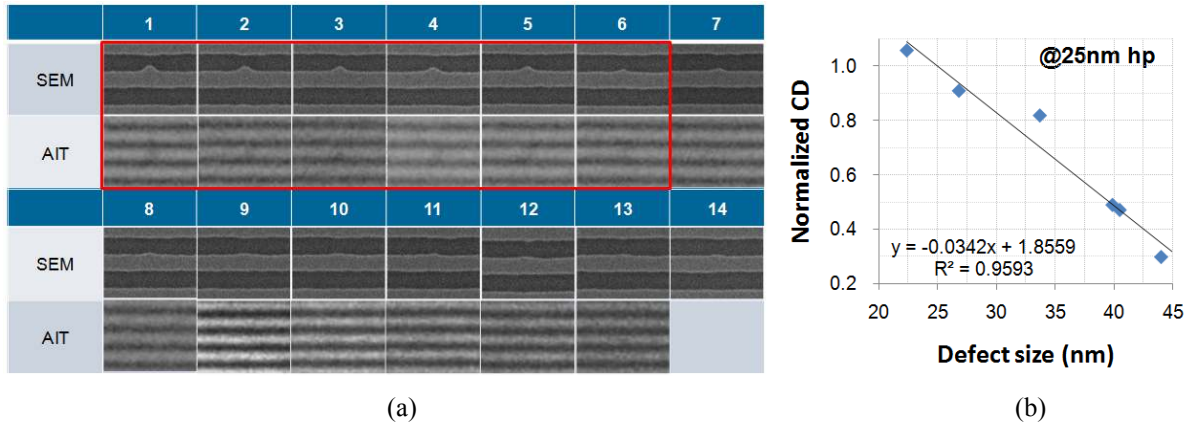 1 2 3 4 5 6 7
SEM
AIT
8 9 10 11 12 13 14
SEM
AIT
(a)
@25nm hp
Normalized CD
1.0
0.8
0.6
0.4
0.2
y = -0.0342x + 1.8559
R² = 0.9593
20 25 30 35 40 45
Defect size (nm)
(b)